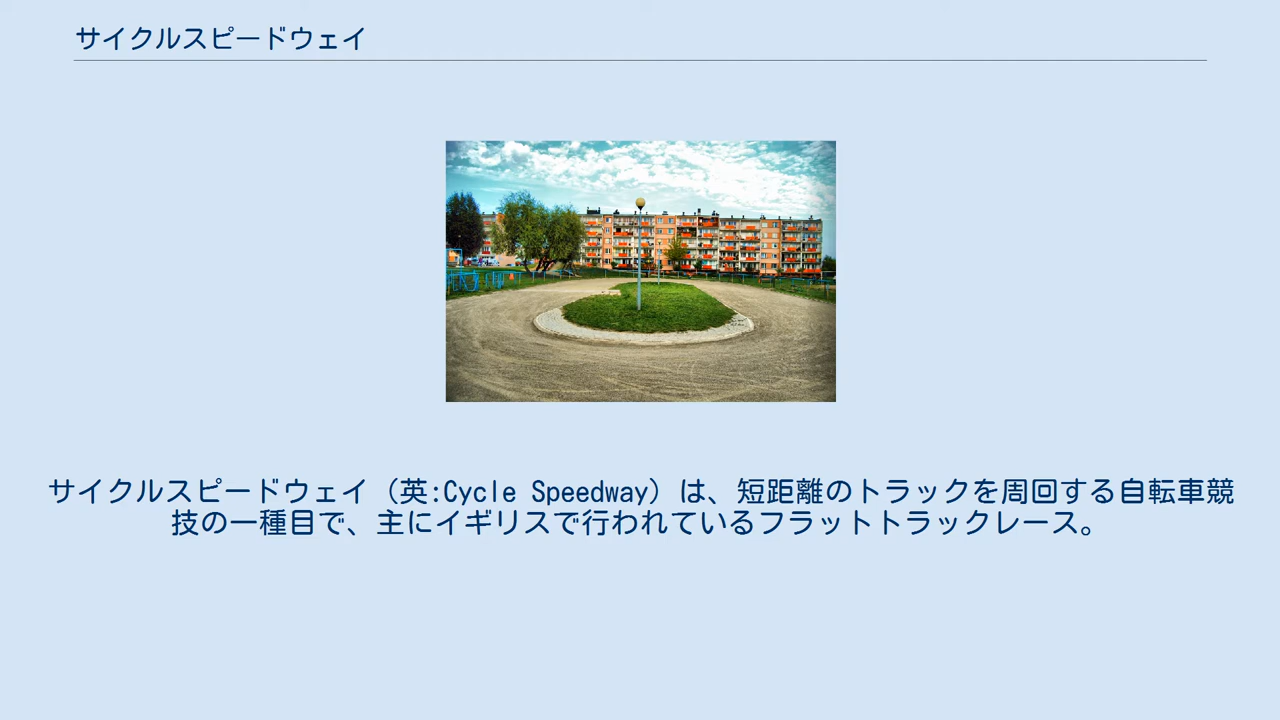 サイクルスピードウェイ
サイクルスピードウェイ（英:Cycle Speedway）は、短距離のトラックを周回する自転車競
技の一種目で、主にイギリスで行われているフラットトラックレース。